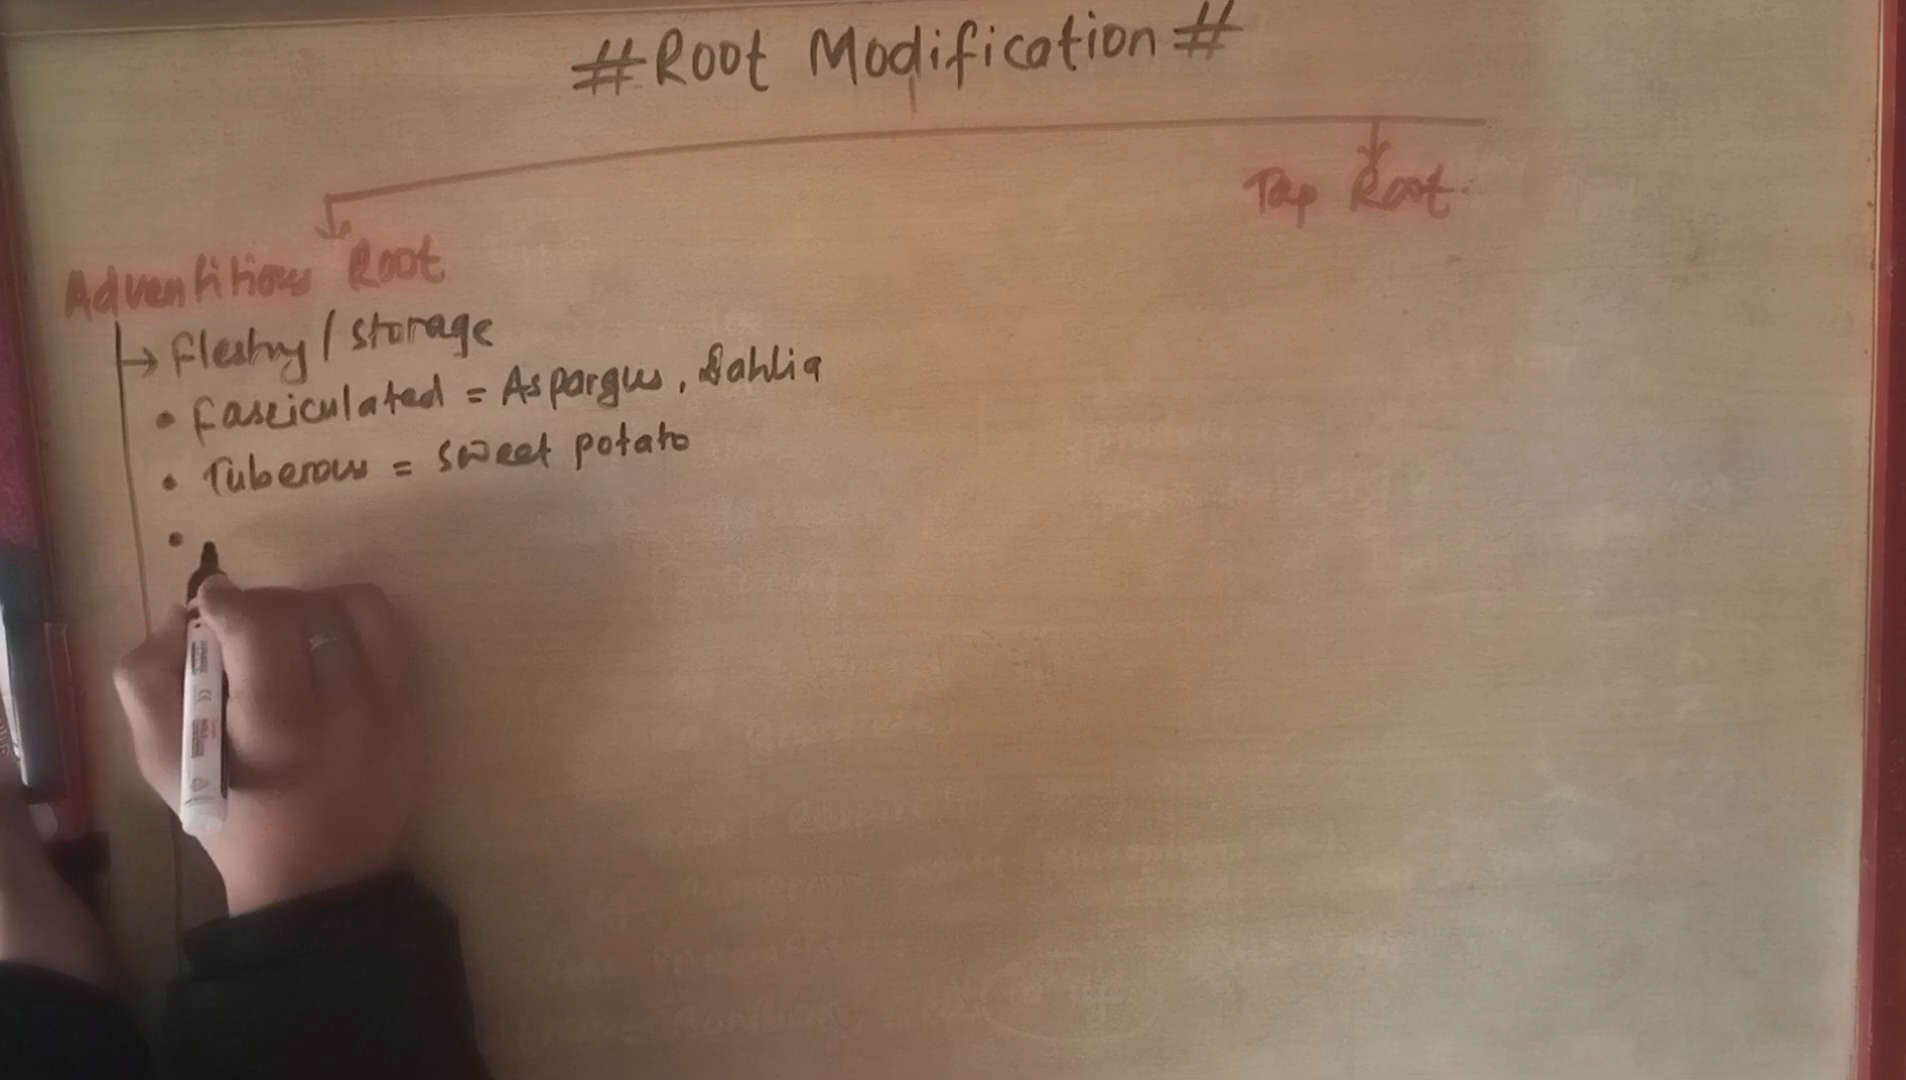 #Root Modification#
Tap Root.
Adventitious Root
→ fleshy / storage
• fasciculated = Aspargus, Dahlia
• Tuberous = sweet potato
•